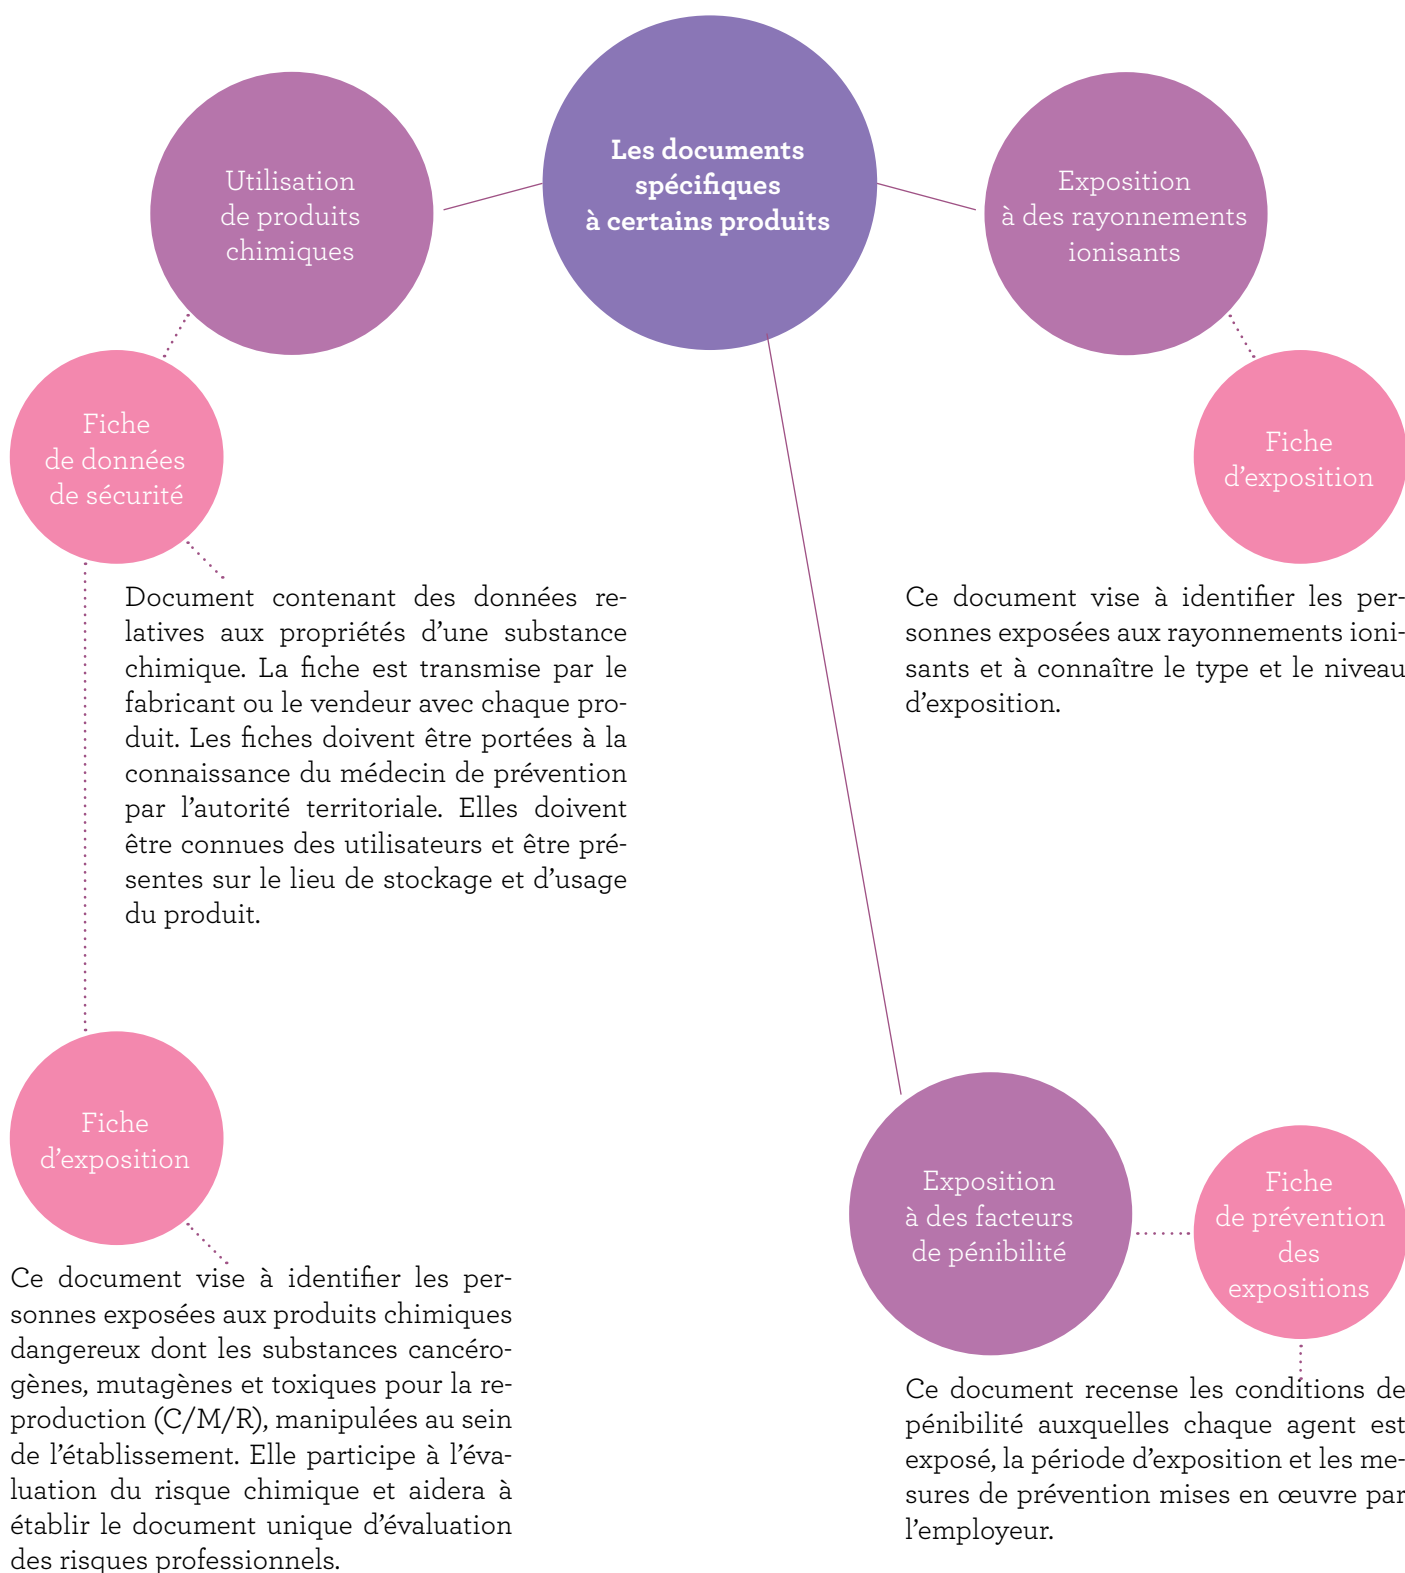 Les documents
spécifiques
à certains produits
Utilisation
de produits
chimiques
Exposition
à des rayonnements
ionisants
Fiche
de données
de sécurité
Fiche
d’exposition
Document contenant des données re-
latives aux propriétés d’une substance
chimique. La fiche est transmise par le
fabricant ou le vendeur avec chaque pro-
duit. Les fiches doivent être portées à la
connaissance du médecin de prévention
par l’autorité territoriale. Elles doivent
être connues des utilisateurs et être pré-
sentes sur le lieu de stockage et d’usage
du produit.
Ce document vise à identifier les per-
sonnes exposées aux rayonnements ioni-
sants et à connaître le type et le niveau
d’exposition.
Fiche
d’exposition
Ce document vise à identifier les per-
sonnes exposées aux produits chimiques
dangereux dont les substances cancéro-
gènes, mutagènes et toxiques pour la re-
production (C/M/R), manipulées au sein
de l’établissement. Elle participe à l’éva-
luation du risque chimique et aidera à
établir le document unique d’évaluation
des risques professionnels.
Exposition
à des facteurs
de pénibilité
Fiche
de prévention
des
expositions
Ce document recense les conditions de
pénibilité auxquelles chaque agent est
exposé, la période d’exposition et les me-
sures de prévention mises en œuvre par
l’employeur.